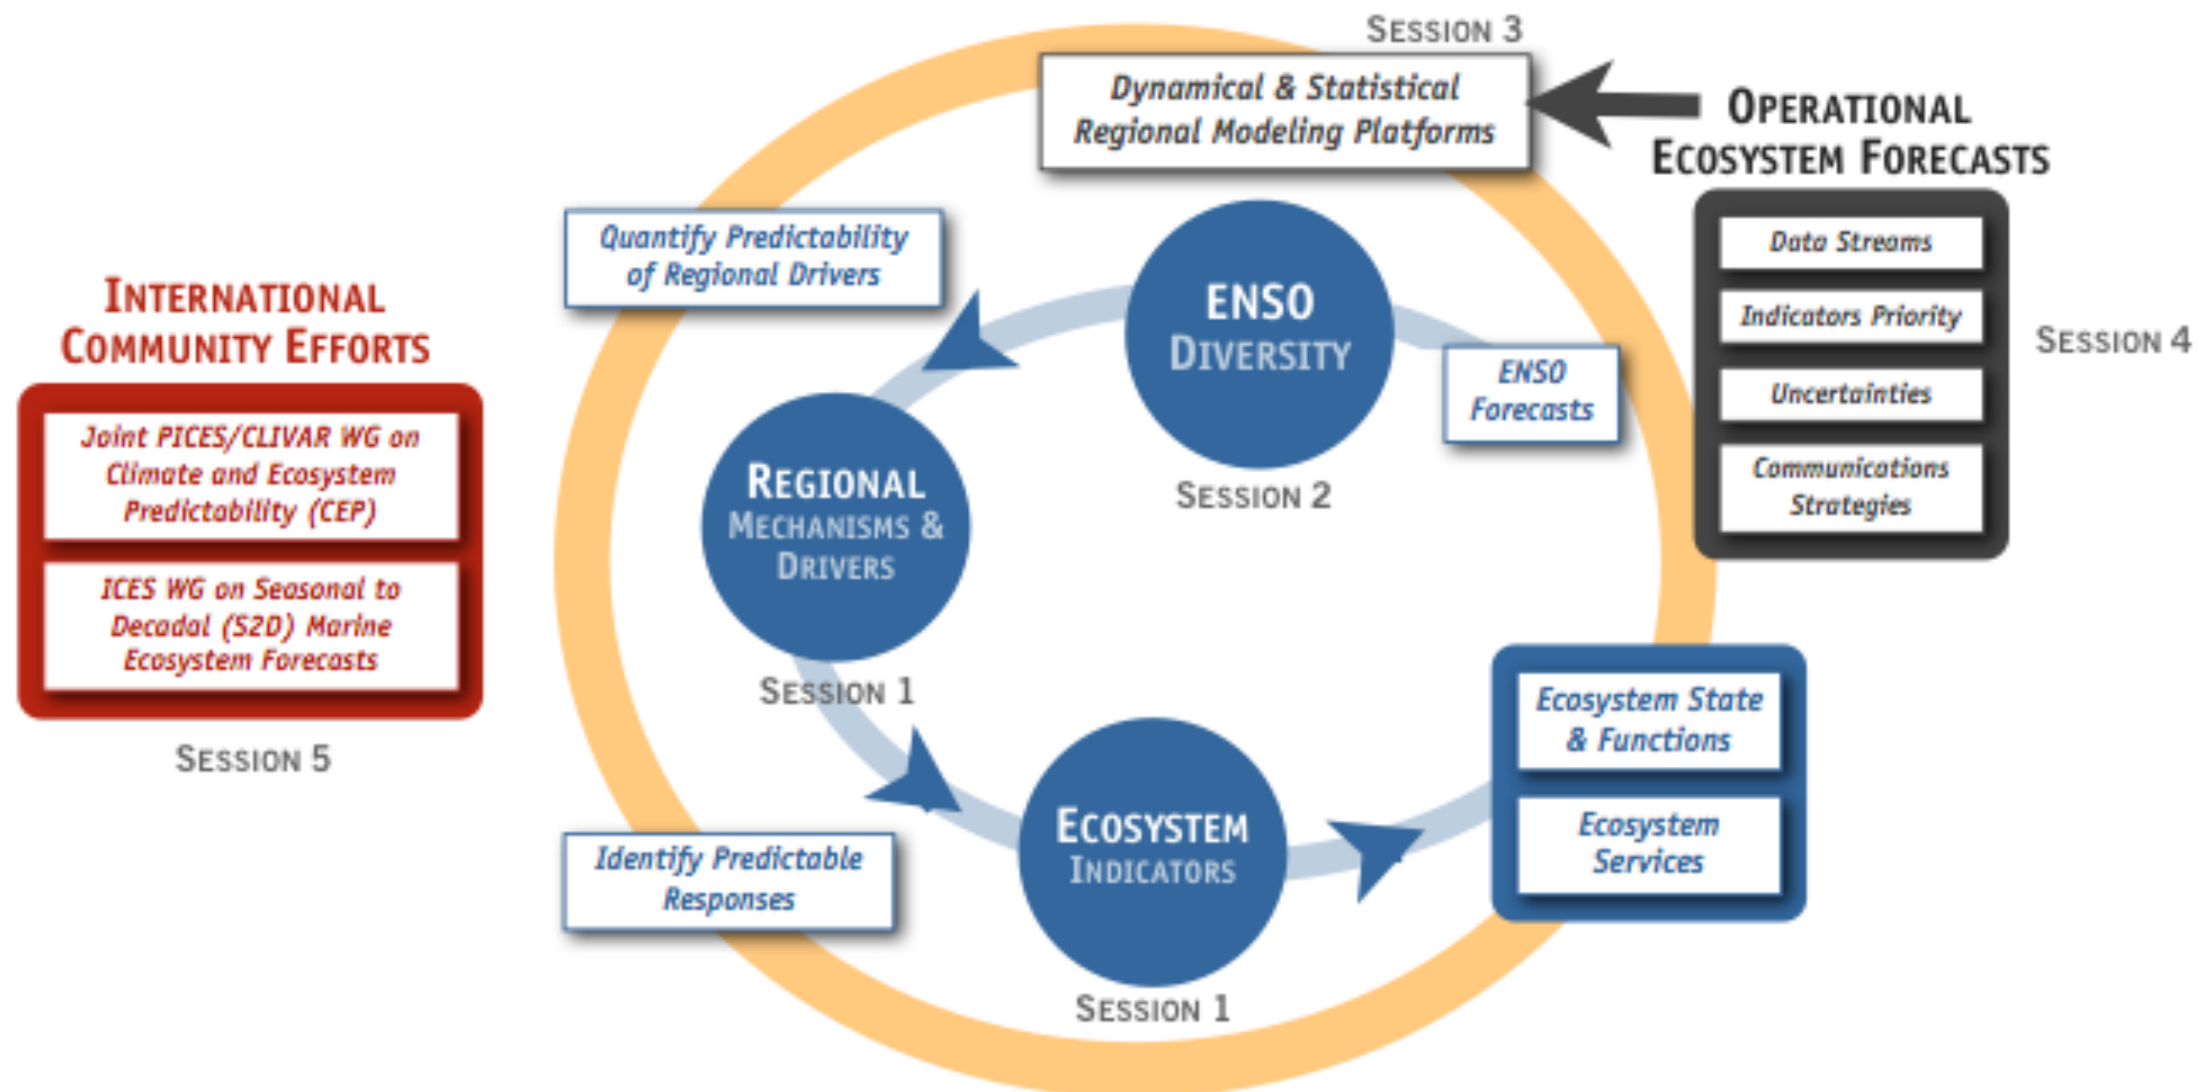 SESSION 3
Dynamical & Statistical
Regional Modeling Platforms
OPERATIONAL
ECOSYSTEM FORECASTS
Data Streams
Indicators Priority
Uncertainties
Communications
Strategies
SESSION 4
Quantify Predictability
of Regional Drivers
ENSO
DIVERSITY
SESSION 2
ENSO
Forecasts
INTERNATIONAL
COMMUNITY EFFORTS
Joint PICES/CLIVAR WG on
Climate and Ecosystem
Predictability (CEP)
ICES WG on Seasonal to
Decadal (S2D) Marine
Ecosystem Forecasts
SESSION 5
REGIONAL
MECHANISMS &
DRIVERS
SESSION 1
Identify Predictable
Responses
ECOSYSTEM
INDICATORS
SESSION 1
Ecosystem State
& Functions
Ecosystem
Services